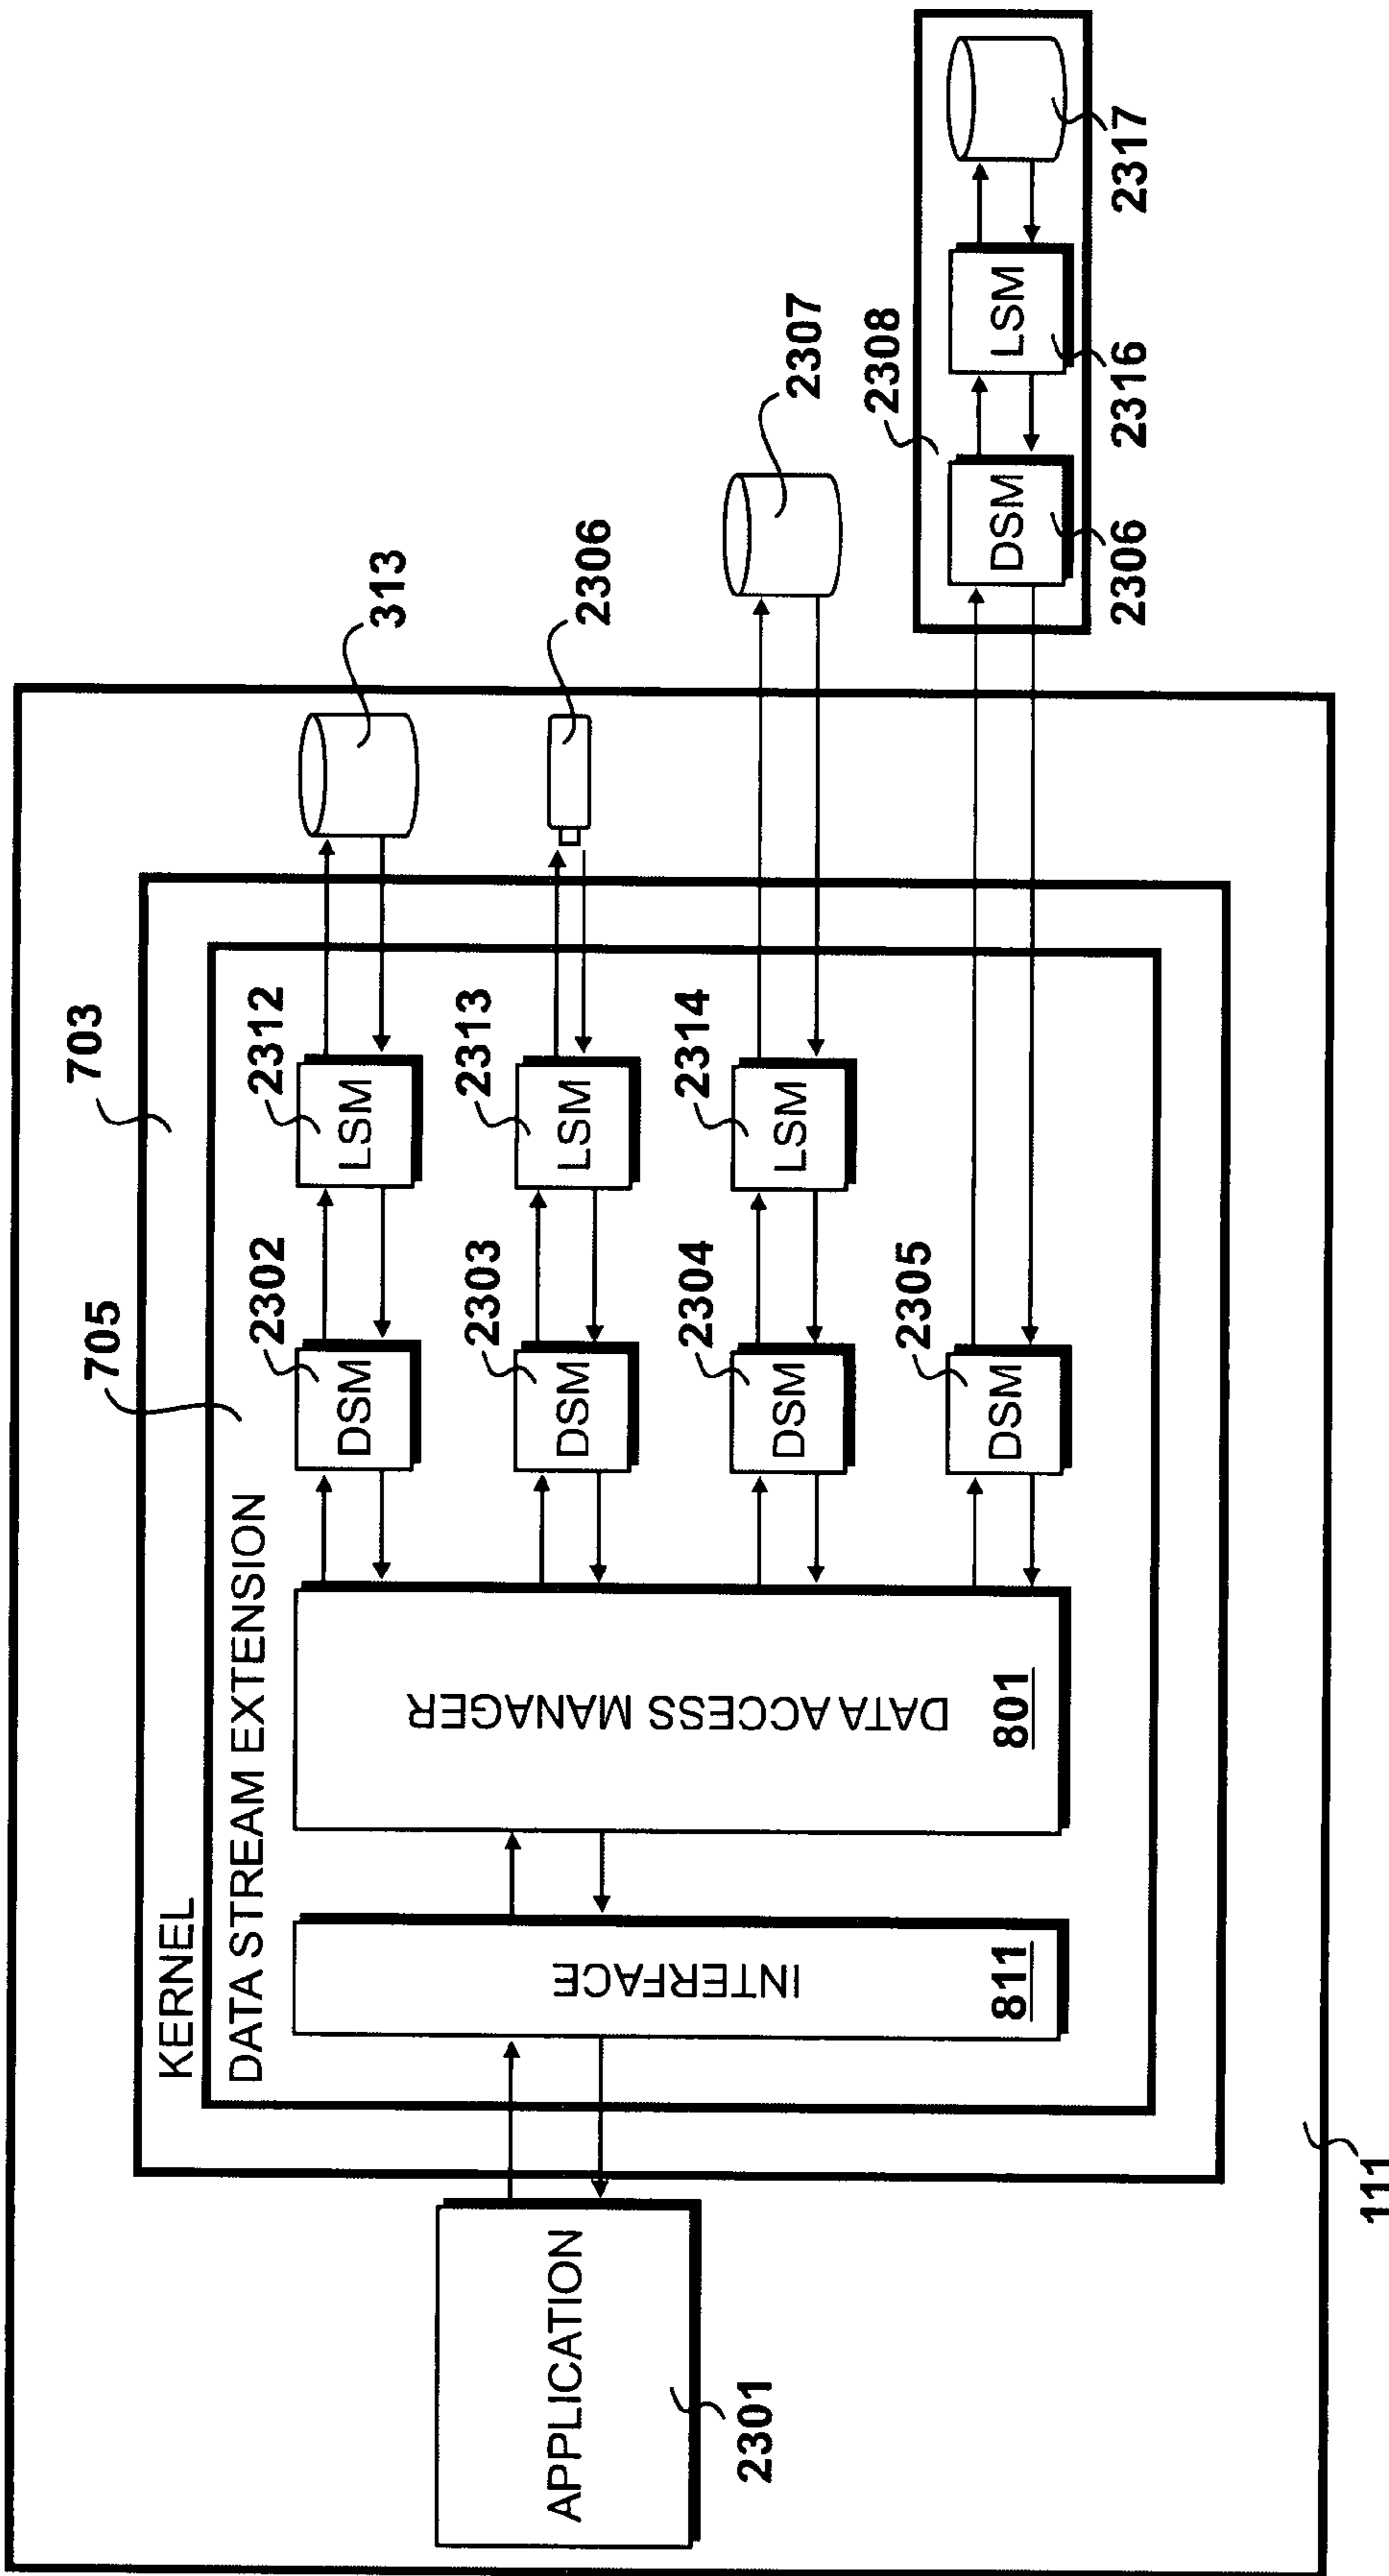 111
703
KERNEL
705
DATA STREAM EXTENSION
APPLICATION
2301
INTERFACE
811
DATA ACCESS MANAGER
801
2302
DSM
2312
LSM
313
2303
DSM
2313
LSM
2306
2304
DSM
2314
LSM
2307
2305
DSM
2308
DSM
2306
LSM
2316
2317